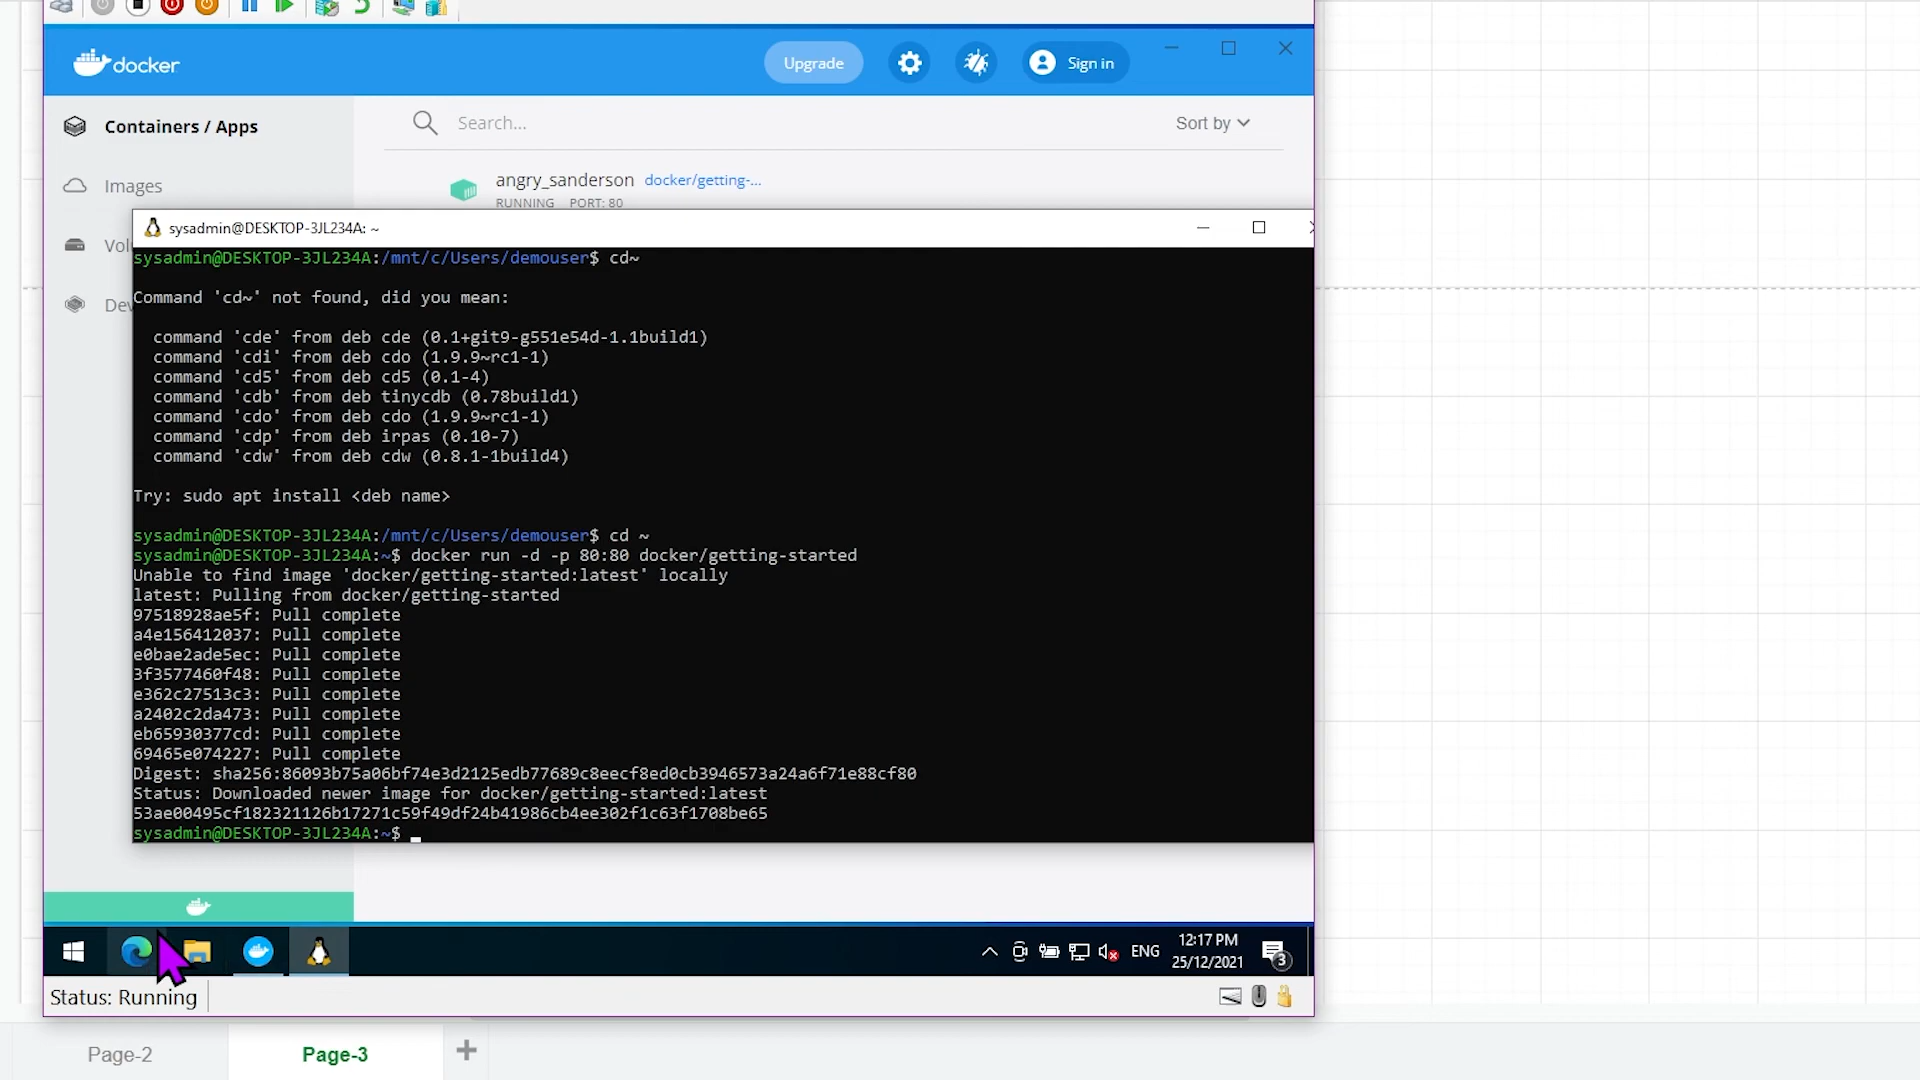 docker
Upgrade
Sign in
Containers / Apps
Search...
Sort by
Images
angry_sanderson docker/getting-...
RUNNING PORT: 80
sysadmin@DESKTOP-3JL234A: ~
Vol
Dev
sysadmin@DESKTOP-3JL234A:/mnt/c/Users/demouser$ cd~
Command 'cd~' not found, did you mean:
command 'cde' from deb cde (0.1+git9-g551e54d-1.1build1)
command 'cdi' from deb cdo (1.9.9~rc1-1)
command 'cd5' from deb cd5 (0.1-4)
command 'cdb' from deb tinycdb (0.78build1)
command 'cdo' from deb cdo (1.9.9~rc1-1)
command 'cdp' from deb irpas (0.10-7)
command 'cdw' from deb cdw (0.8.1-1build4)
Try: sudo apt install <deb name>
sysadmin@DESKTOP-3JL234A:/mnt/c/Users/demouser$ cd ~
sysadmin@DESKTOP-3JL234A:~$ docker run -d -p 80:80 docker/getting-started
Unable to find image 'docker/getting-started:latest' locally
latest: Pulling from docker/getting-started
97518928ae5f: Pull complete
a4e156412037: Pull complete
e0bae2ade5ec: Pull complete
3f3577460f48: Pull complete
e362c27513c3: Pull complete
a2402c2da473: Pull complete
eb65930377cd: Pull complete
69465e074227: Pull complete
Digest: sha256:86093b75a06bf74e3d2125edb77689c8eecf8ed0cb3946573a24a6f71e88cf80
Status: Downloaded newer image for docker/getting-started:latest
53ae00495cf182321126b17271c59f49df24b41986cb4ee302f1c63f1708be65
sysadmin@DESKTOP-3JL234A:~$
ENG
12:17 PM
25/12/2021
3
Status: Running
Page-2
Page-3